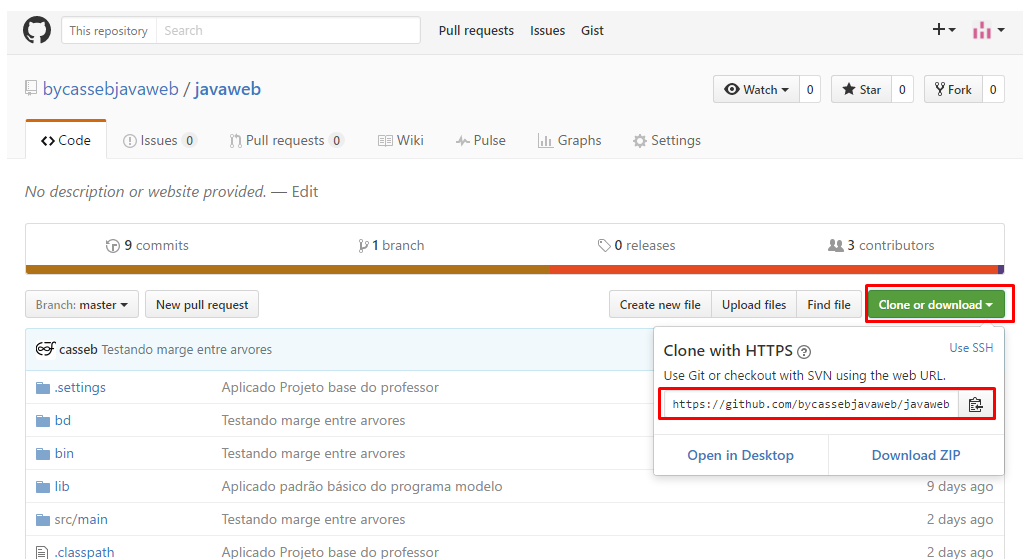 This repository Search Pull requests Issues Gist
bycassebjavaweb / javaweb
Watch 0 Star 0 Fork 0
Code Issues 0 Pull requests 0 Wiki Pulse Graphs Settings
No description or website provided. — Edit
9 commits 1 branch 0 releases 3 contributors
Branch: master New pull request Create new file Upload files Find file Clone or download
casseb Testando marge entre arvores
Clone with HTTPS Use SSH
Use Git or checkout with SVN using the web URL.
https://github.com/bycassebjavaweb/javaweb
Open in Desktop Download ZIP
.settings Aplicado Projeto base do professor
bd Testando marge entre arvores
bin Testando marge entre arvores
lib Aplicado padrão básico do programa modelo 9 days ago
src/main Testando marge entre arvores 2 days ago
.classpath Aplicado Projeto base do professor 2 days ago